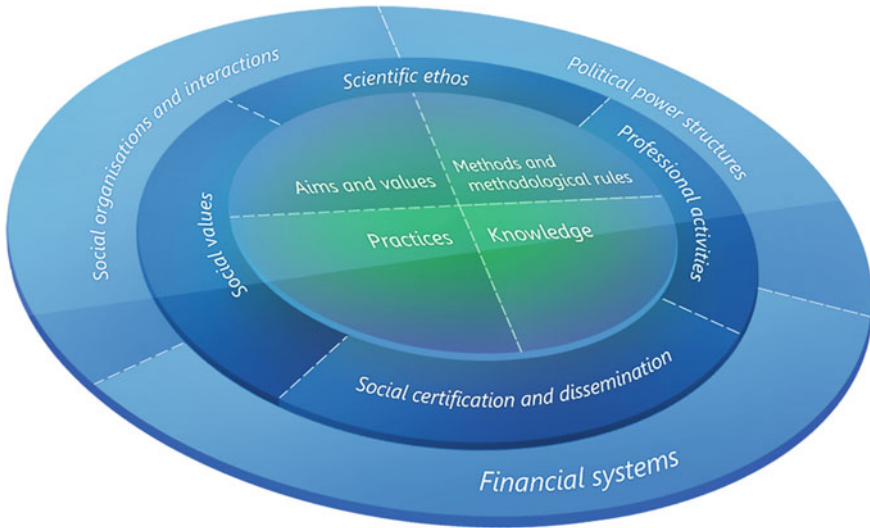 Social organisations and interactions
Political power structures
Scientific ethos
Professional activities
Aims and values
Methods and
methodological rules
Social values
Practices
Knowledge
Social certification and dissemination
Financial systems